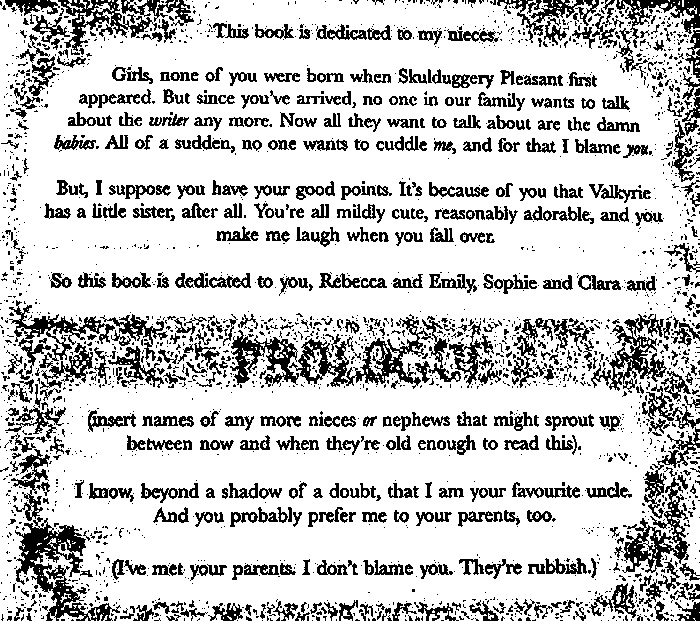 This book is dedicated to my nieces.
Girls, none of you were born when Skulduggery Pleasant first
appeared. But since you've arrived, no one in our family wants to talk
about the writer any more. Now all they want to talk about are the damn
babies. All of a sudden, no one wants to cuddle me, and for that I blame you.
But, I suppose you have your good points. It's because of you that Valkyrie
has a little sister, after all. You're all mildly cute, reasonably adorable, and you
make me laugh when you fall over.
So this book is dedicated to you, Rebecca and Emily, Sophie and Clara and
PROLOGUE
(insert names of any more nieces or nephews that might sprout up
between now and when they're old enough to read this).
I know, beyond a shadow of a doubt, that I am your favourite uncle.
And you probably prefer me to your parents, too.
(I've met your parents. I don't blame you. They're rubbish.)